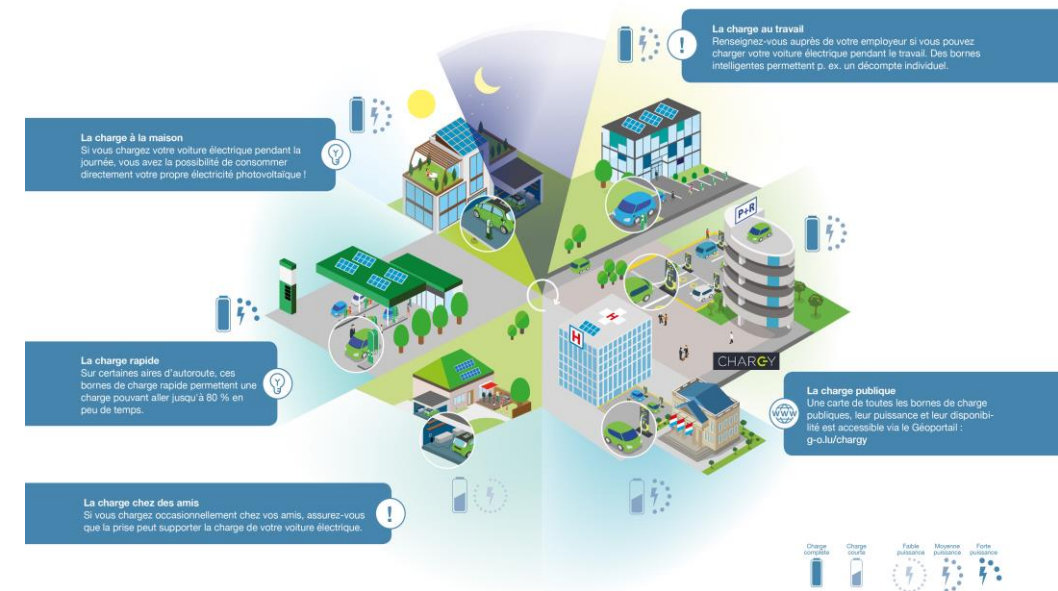 La charge au travail
Renseignez-vous auprès de votre employeur si vous pouvez
charger votre voiture électrique pendant le travail. Des bornes
intelligentes permettent p. ex. un décompte individuel.
La charge à la maison
Si vous chargez votre voiture électrique pendant la
journée, vous avez la possibilité de consommer
directement votre propre électricité photovoltaïque !
P+R
H
H
CHARGY
La charge rapide
Sur certaines aires d'autoroute, ces
bornes de charge rapide permettent une
charge pouvant aller jusqu'à 80 % en
peu de temps.
La charge publique
Une carte de toutes les bornes de charge
publiques, leur puissance et leur disponibi-
lité est accessible via le Géoportail :
g-o.lu/chargy
www
La charge chez des amis
Si vous chargez occasionnellement chez vos amis, assurez-vous
que la prise peut supporter la charge de votre voiture électrique.
!
!
Charge complète
Charge courte
Faible puissance
Moyenne puissance
Forte puissance